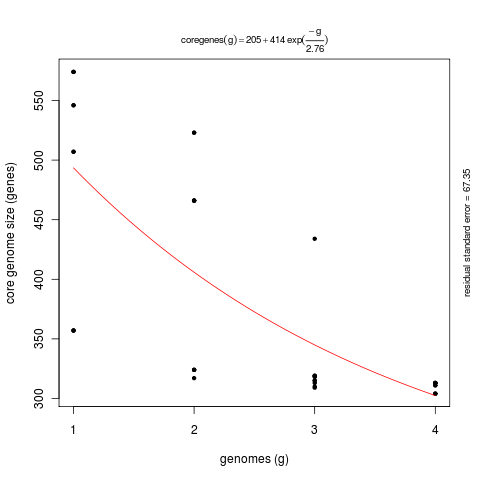 coregenes(g) = 205 + 414 exp(−g/2.76)
core genome size (genes)
550
500
450
400
350
300
1 2 3 4
genomes (g)
residual standard error = 67.35